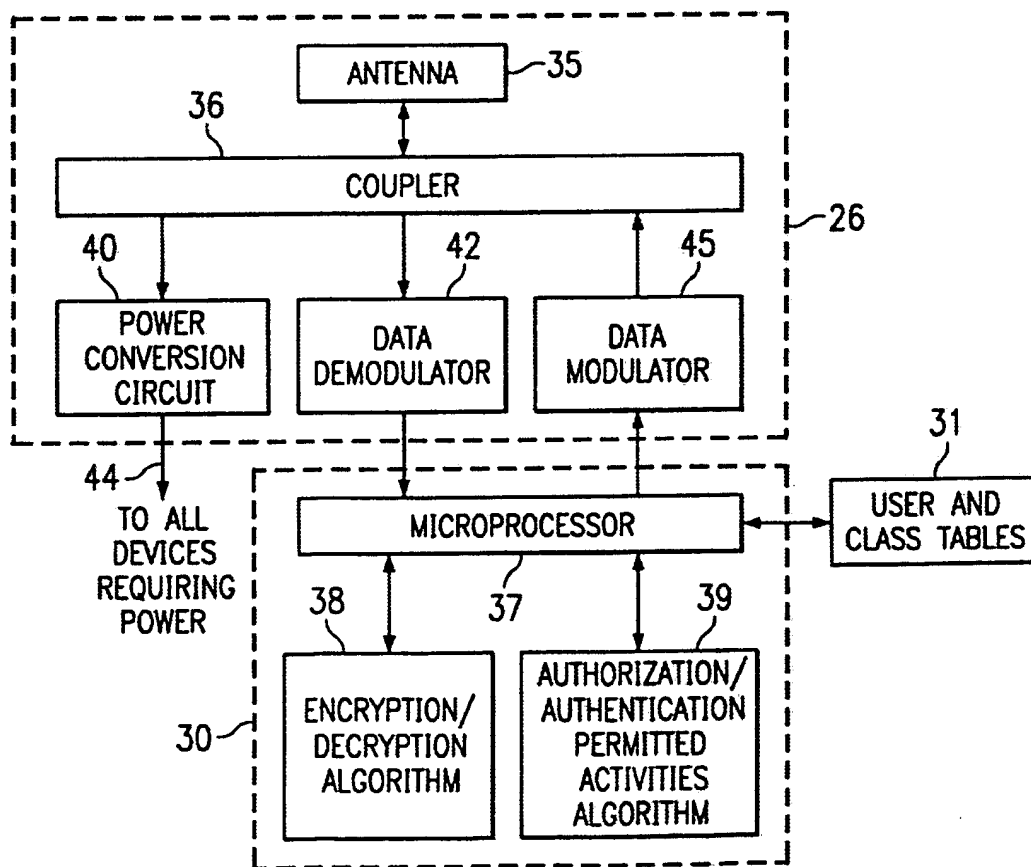 ANTENNA
35
36
COUPLER
26
40
42
45
POWER
CONVERSION
CIRCUIT
DATA
DEMODULATOR
DATA
MODULATOR
44
TO ALL
DEVICES
REQUIRING
POWER
31
MICROPROCESSOR
USER AND
CLASS TABLES
37
38
39
30
ENCRYPTION/
DECRYPTION
ALGORITHM
AUTHORIZATION/
AUTHENTICATION
PERMITTED
ACTIVITIES
ALGORITHM